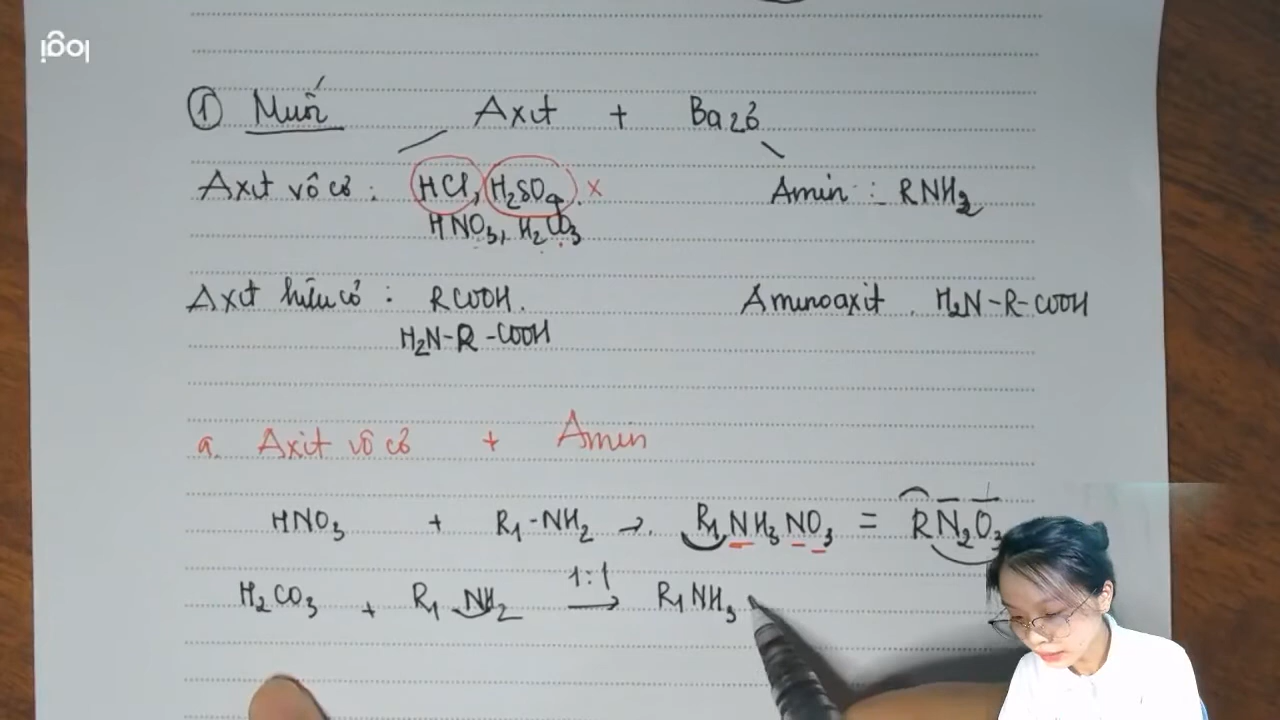 logi
① Muối Axit + Bazơ
Axit vô cơ : HCl, H₂SO₄. x Amin : RNH₂
HNO₃, H₂CO₃
Axit hữu cơ : RCOOH. Aminoaxit . H₂N-R-COOH
H₂N-R-COOH
a. Axit vô cơ + Amin
HNO₃ + R₁-NH₂ → R₁NH₃NO₃ = RN₂O₃
H₂CO₃ + R₁NH₂ 1:1 → R₁NH₃